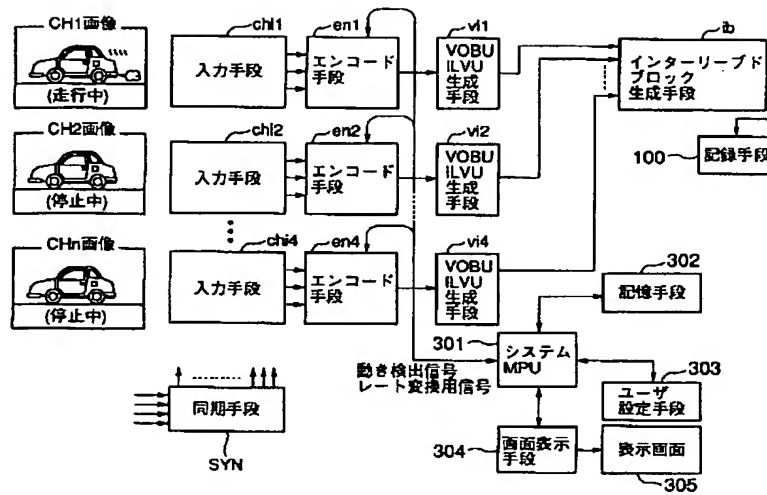 CH1画像
(走行中)
CH2画像
(停止中)
CHn画像
(停止中)
chi1
入力手段
en1
エンコード
手段
vi1
VOBU
ILVU
生成
手段
ib
インターリーブド
ブロック
生成手段
100
記録手段
chi2
入力手段
en2
エンコード
手段
vi2
VOBU
ILVU
生成
手段
chi4
入力手段
en4
エンコード
手段
vi4
VOBU
ILVU
生成
手段
302
記憶手段
301
システム
MPU
動き検出信号
レート変換用信号
303
ユーザ
設定手段
同期手段
SYN
304
画面表示
手段
表示画面
305